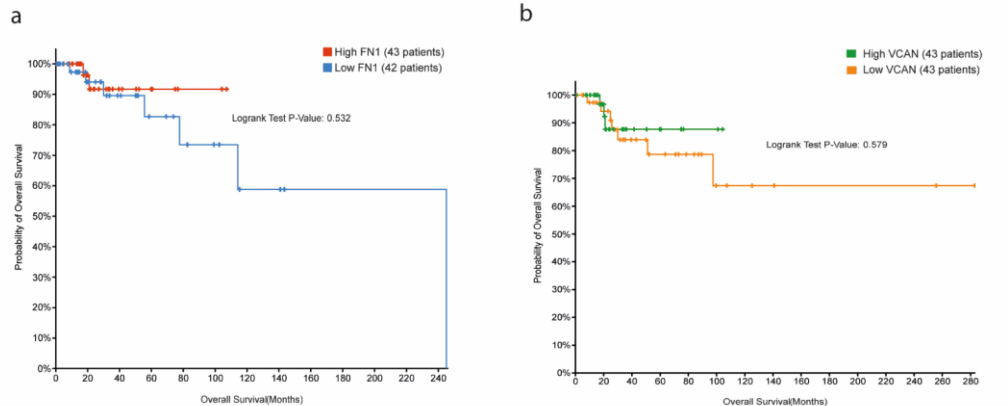 a
High FN1 (43 patients)
Low FN1 (42 patients)
Logrank Test P-Value: 0.532
Probability of Overall Survival
100%
90%
80%
70%
60%
50%
40%
30%
20%
10%
0%
0 20 40 60 80 100 120 140 160 180 200 220 240
Overall Survival(Months)
b
High VCAN (43 patients)
Low VCAN (43 patients)
Logrank Test P-Value: 0.579
Probability of Overall Survival
100%
90%
80%
70%
60%
50%
40%
30%
20%
10%
0%
0 20 40 60 80 100 120 140 160 180 200 220 240 260 280
Overall Survival(Months)